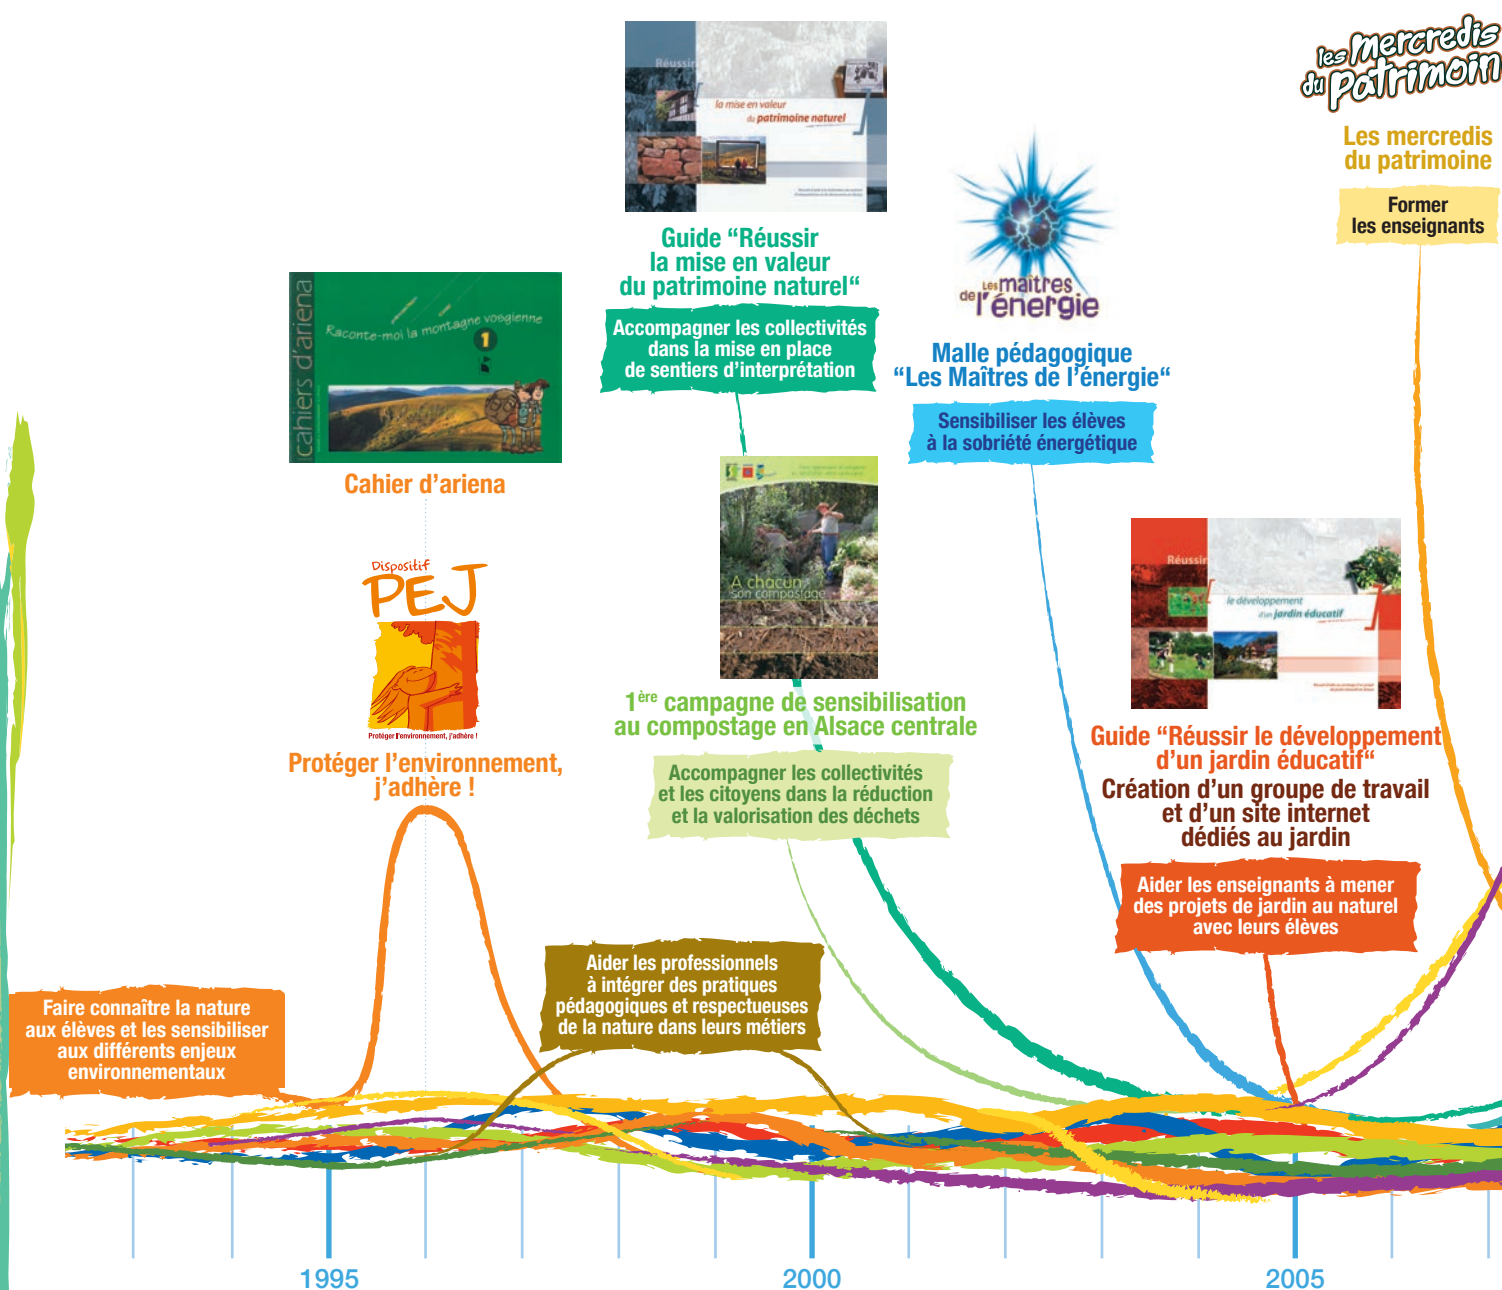 les mercredis
du Patrimoin
Les mercredis
du patrimoine
Former
les enseignants
Réussir
la mise en valeur
du patrimoine naturel
Guide “Réussir
la mise en valeur
du patrimoine naturel“
Accompagner les collectivités
dans la mise en place
de sentiers d’interprétation
Les maîtres
de l’énergie
Malle pédagogique
“Les Maîtres de l’énergie“
Sensibiliser les élèves
à la sobriété énergétique
cahiers d’ariena
Raconte-moi la montagne vosgienne
1
Cahier d’ariena
Dispositif
PEJ
Protéger l’environnement, j’adhère !
Protéger l’environnement,
j’adhère !
A chacun
son compostage
1ère campagne de sensibilisation
au compostage en Alsace centrale
Accompagner les collectivités
et les citoyens dans la réduction
et la valorisation des déchets
Réussir
le développement
d’un jardin éducatif
Guide “Réussir le développement
d’un jardin éducatif“
Création d’un groupe de travail
et d’un site internet
dédiés au jardin
Aider les enseignants à mener
des projets de jardin au naturel
avec leurs élèves
Aider les professionnels
à intégrer des pratiques
pédagogiques et respectueuses
de la nature dans leurs métiers
Faire connaître la nature
aux élèves et les sensibiliser
aux différents enjeux
environnementaux
1995
2000
2005